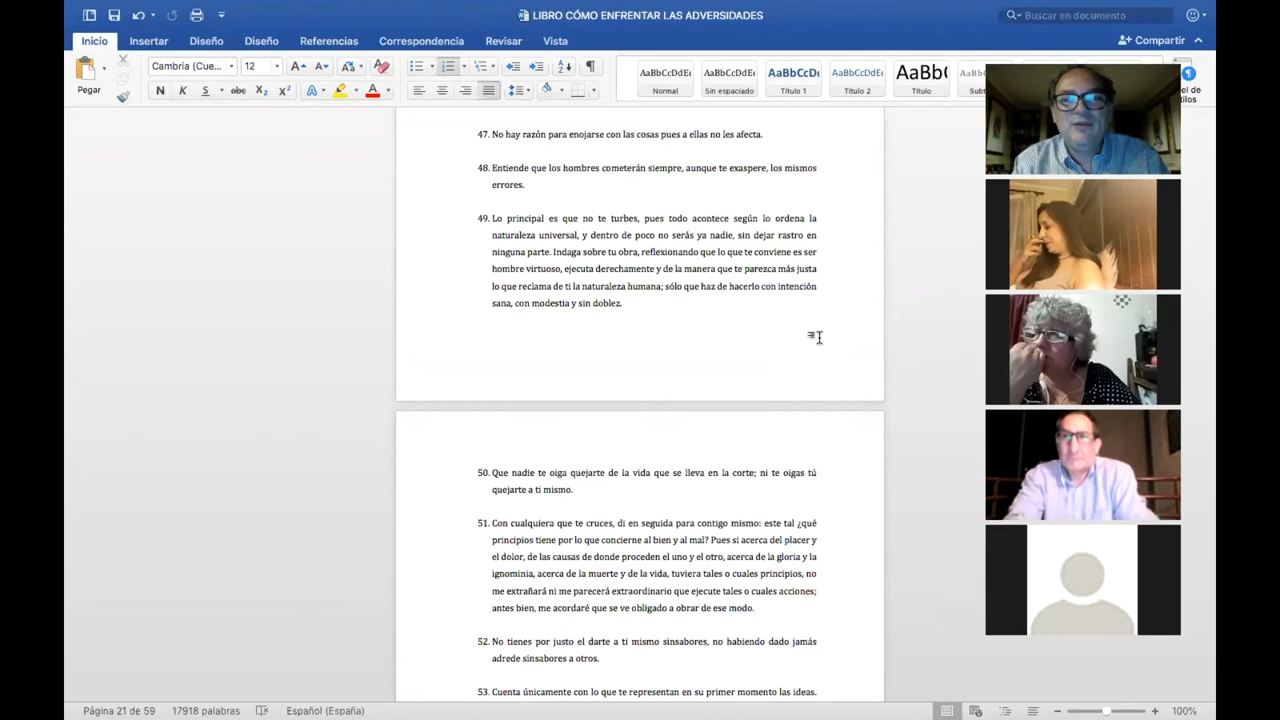 LIBRO CÓMO ENFRENTAR LAS ADVERSIDADES
Buscar en documento
Inicio Insertar Diseño Diseño Referencias Correspondencia Revisar Vista
Compartir
Pegar
Cambria (Cue... 12
N K S abc X₂ X² A A
AaBbCcDdEe AaBbCcDdEe AaBbCcDc AaBbCcDdEe AaBbC
Normal Sin espaciado Título 1 Título 2 Título
47. No hay razón para enojarse con las cosas pues a ellas no les afecta.
48. Entiende que los hombres cometerán siempre, aunque te exaspere, los mismos
errores.
49. Lo principal es que no te turbes, pues todo acontece según lo ordena la
naturaleza universal, y dentro de poco no serás ya nadie, sin dejar rastro en
ninguna parte. Indaga sobre tu obra, reflexionando que lo que te conviene es ser
hombre virtuoso, ejecuta derechamente y de la manera que te parezca más justa
lo que reclama de ti la naturaleza humana; sólo que haz de hacerlo con intención
sana, con modestia y sin doblez.
50. Que nadie te oiga quejarte de la vida que se lleva en la corte; ni te oigas tú
quejarte a ti mismo.
51. Con cualquiera que te cruces, di en seguida para contigo mismo: este tal ¿qué
principios tiene por lo que concierne al bien y al mal? Pues si acerca del placer y
el dolor, de las causas de donde proceden el uno y el otro, acerca de la gloria y la
ignominia, acerca de la muerte y de la vida, tuviera tales o cuales principios, no
me extrañará ni me parecerá extraordinario que ejecute tales o cuales acciones;
antes bien, me acordaré que se ve obligado a obrar de ese modo.
52. No tienes por justo el darte a ti mismo sinsabores, no habiendo dado jamás
adrede sinsabores a otros.
53. Cuenta únicamente con lo que te representan en su primer momento las ideas.
Página 21 de 59 17918 palabras Español (España) 100%